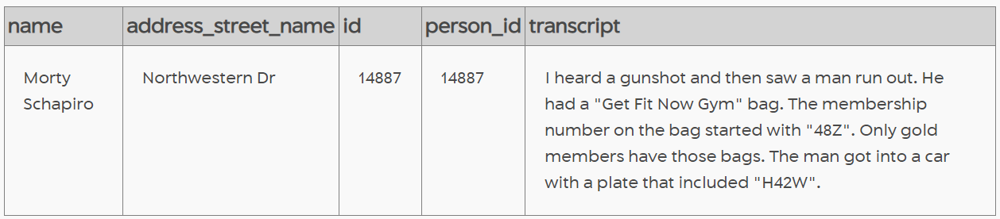 name address_street_name id person_id transcript
Morty Schapiro Northwestern Dr 14887 14887 I heard a gunshot and then saw a man run out. He
had a "Get Fit Now Gym" bag. The membership
number on the bag started with "48Z". Only gold
members have those bags. The man got into a car
with a plate that included "H42W".